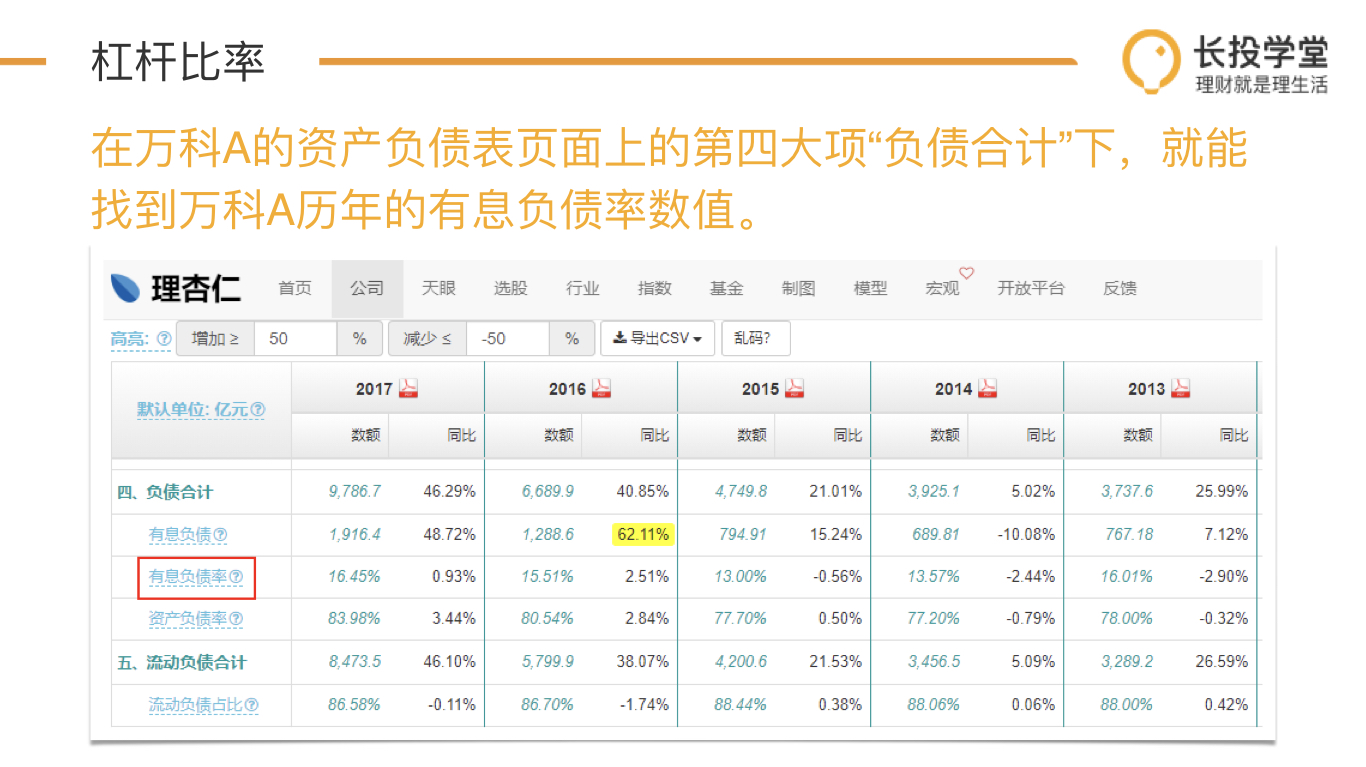 杠杆比率
长投学堂
理财就是理生活
在万科A的资产负债表页面上的第四大项“负债合计”下，就能
找到万科A历年的有息负债率数值。
理杏仁 首页 公司 天眼 选股 行业 指数 基金 制图 模型 宏观 开放平台 反馈
高亮: 增加 ≥ 50 % 减少 ≤ -50 % 导出CSV 乱码?
默认单位: 亿元 2017 2016 2015 2014 2013
数额 同比 数额 同比 数额 同比 数额 同比 数额 同比
四、负债合计 9,786.7 46.29% 6,689.9 40.85% 4,749.8 21.01% 3,925.1 5.02% 3,737.6 25.99%
有息负债 1,916.4 48.72% 1,288.6 62.11% 794.91 15.24% 689.81 -10.08% 767.18 7.12%
有息负债率 16.45% 0.93% 15.51% 2.51% 13.00% -0.56% 13.57% -2.44% 16.01% -2.90%
资产负债率 83.98% 3.44% 80.54% 2.84% 77.70% 0.50% 77.20% -0.79% 78.00% -0.32%
五、流动负债合计 8,473.5 46.10% 5,799.9 38.07% 4,200.6 21.53% 3,456.5 5.09% 3,289.2 26.59%
流动负债占比 86.58% -0.11% 86.70% -1.74% 88.44% 0.38% 88.06% 0.06% 88.00% 0.42%